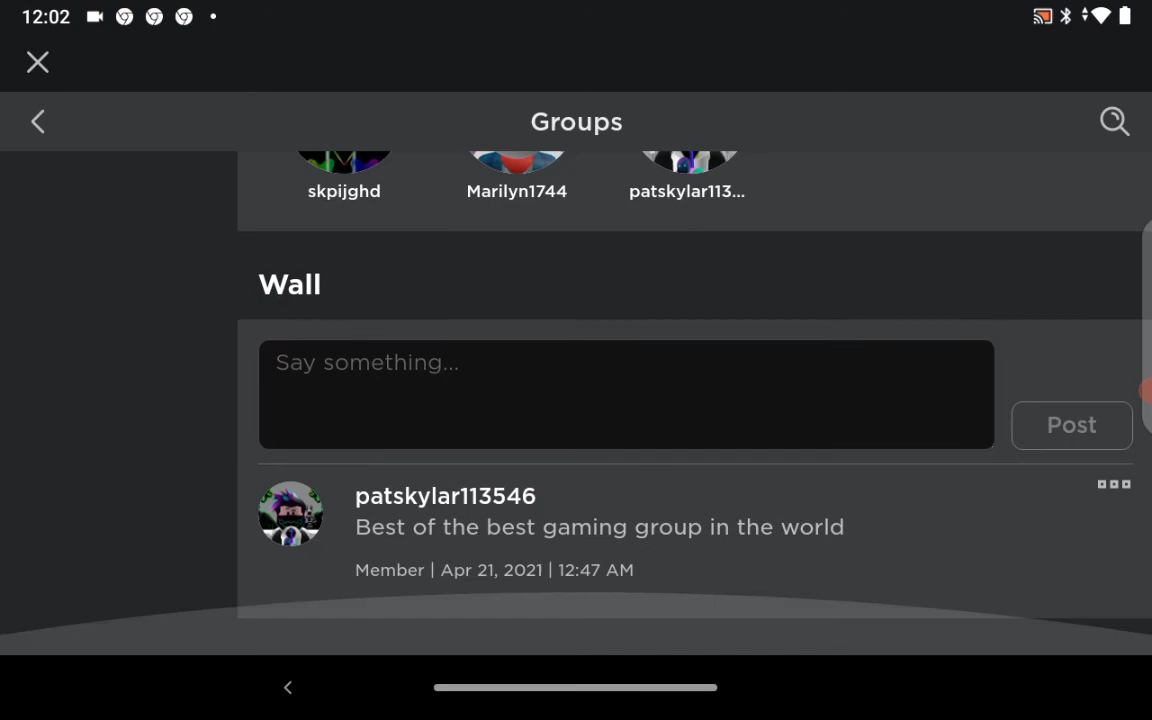 12:02
Groups
skpijghd
Marilyn1744
patskylar113...
Wall
Say something...
Post
patskylar113546
Best of the best gaming group in the world
Member | Apr 21, 2021 | 12:47 AM